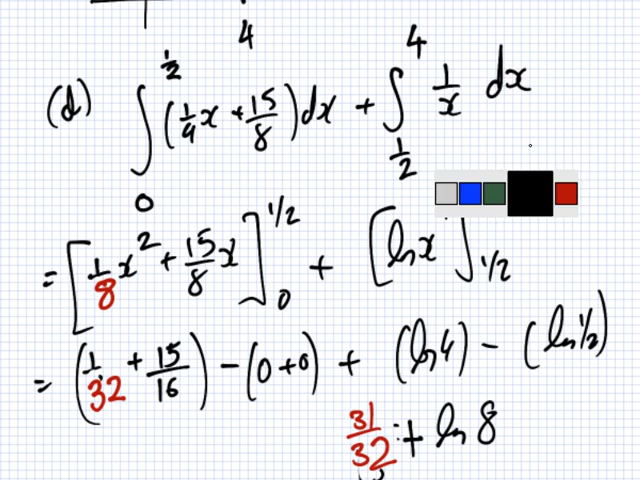 4
(d) ∫₀^½ (¼x + 15/8) dx + ∫_½^4 1/x dx
= [1/8 x² + 15/8 x]₀^1/2 + [ln x]_1/2
= (1/32 + 15/16) − (0+0) + (ln 4) − (ln ½)
31/32 + ln 8